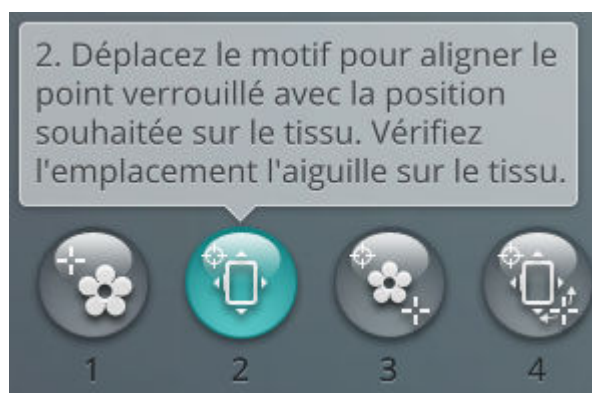 2. Déplacez le motif pour aligner le
point verrouillé avec la position
souhaitée sur le tissu. Vérifiez
l'emplacement l'aiguille sur le tissu.
1 2 3 4